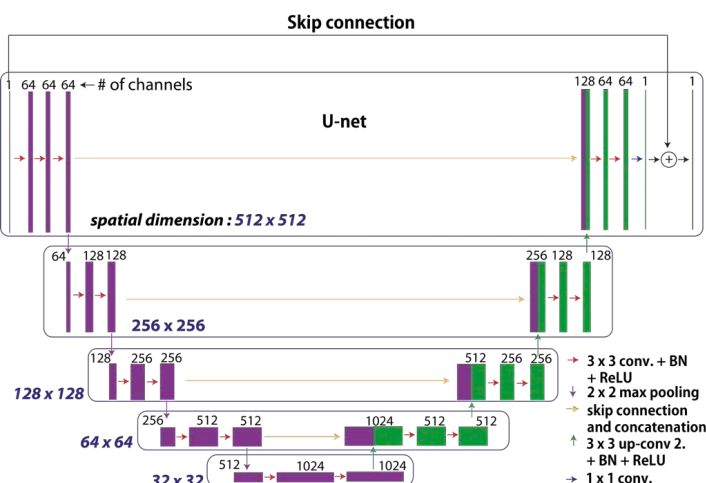 Skip connection
1 64 64 64 ← # of channels
128 64 64 1 1
U-net
spatial dimension : 512 x 512
64 128 128
256 128 128
256 x 256
128 256 256
512 256 256
128 x 128
256 512 512
1024 512 512
64 x 64
512 1024 1024
32 x 32
3 x 3 conv. + BN
+ ReLU
2 x 2 max pooling
skip connection
and concatenation
3 x 3 up-conv 2.
+ BN + ReLU
1 x 1 conv.